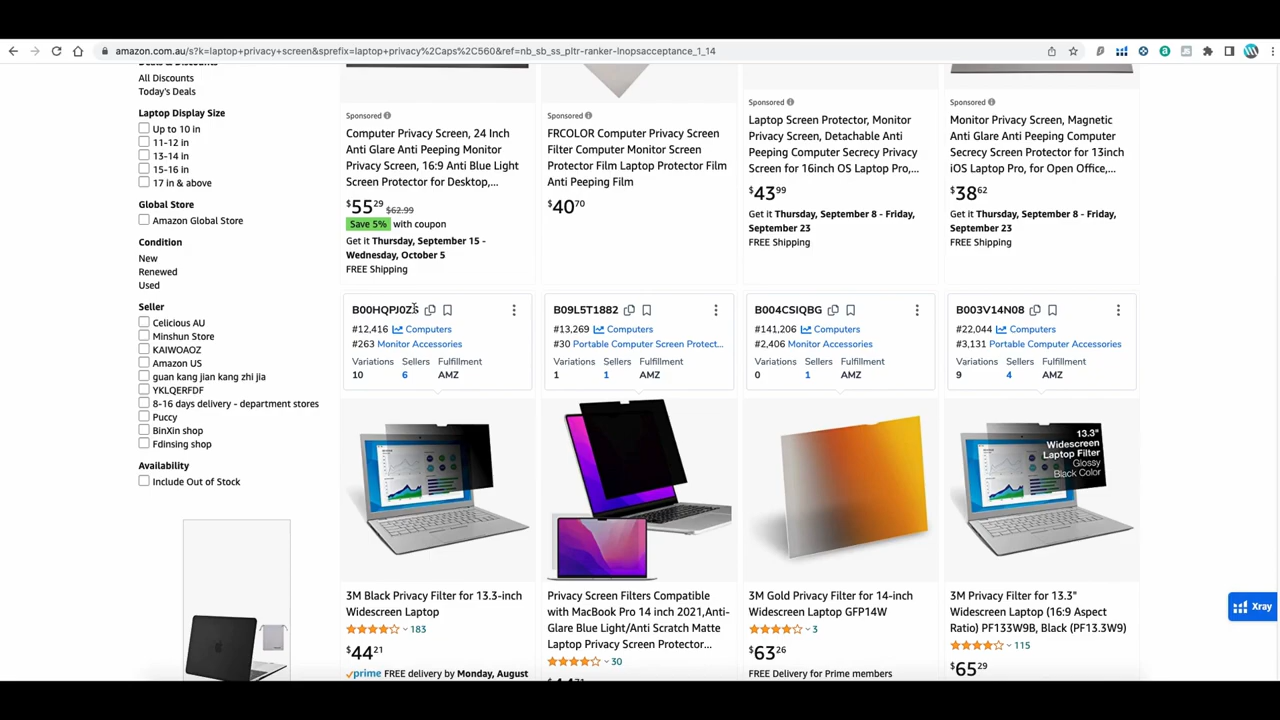 amazon.com.au/s?k=laptop+privacy+screen&sprefix=laptop+privacy%2Caps%2C560&ref=nb_sb_ss_pltr-ranker-lnopsacceptance_1_14
Deals & Discounts
All Discounts
Today's Deals
Laptop Display Size
Up to 10 in
11-12 in
13-14 in
15-16 in
17 in & above
Global Store
Amazon Global Store
Condition
New
Renewed
Used
Seller
Celicious AU
Minshun Store
KAIWOAOZ
Amazon US
guan kang jian kang zhi jia
YKLQERFDF
8-16 days delivery - department stores
Puccy
BinXin shop
Fdinsing shop
Availability
Include Out of Stock
Sponsored
Computer Privacy Screen, 24 Inch
Anti Glare Anti Peeping Monitor
Privacy Screen, 16:9 Anti Blue Light
Screen Protector for Desktop,...
$55 29 $62.99
Save 5% with coupon
Get it Thursday, September 15 -
Wednesday, October 5
FREE Shipping
Sponsored
FRCOLOR Computer Privacy Screen
Filter Computer Monitor Screen
Protector Film Laptop Protector Film
Anti Peeping Film
$40 70
Sponsored
Laptop Screen Protector, Monitor
Privacy Screen, Detachable Anti
Peeping Computer Secrecy Privacy
Screen for 16inch OS Laptop Pro,...
$43 99
Get it Thursday, September 8 - Friday,
September 23
FREE Shipping
Sponsored
Monitor Privacy Screen, Magnetic
Anti Glare Anti Peeping Computer
Secrecy Screen Protector for 13inch
iOS Laptop Pro, for Open Office,...
$38 62
Get it Thursday, September 8 - Friday,
September 23
FREE Shipping
#12,416 Computers
#263 Monitor Accessories
Variations Sellers Fulfillment
10 6 AMZ
3M Black Privacy Filter for 13.3-inch
Widescreen Laptop
183
$44 21
prime FREE delivery by Monday, August
B09L5T1882
#13,269 Computers
#30 Portable Computer Screen Protect...
Variations Sellers Fulfillment
1 1 AMZ
Privacy Screen Filters Compatible
with MacBook Pro 14 inch 2021,Anti-
Glare Blue Light/Anti Scratch Matte
Laptop Privacy Screen Protector...
30
B004CSIQBG
#141,206 Computers
#2,406 Monitor Accessories
Variations Sellers Fulfillment
0 1 AMZ
3M Gold Privacy Filter for 14-inch
Widescreen Laptop GFP14W
3
$63 26
FREE Delivery for Prime members
B003V14N08
#22,044 Computers
#3,131 Portable Computer Accessories
Variations Sellers Fulfillment
9 4 AMZ
13.3"
Widescreen
Laptop Filter
Glossy
Black Color
3M Privacy Filter for 13.3"
Widescreen Laptop (16:9 Aspect
Ratio) PF133W9B, Black (PF13.3W9)
115
$65 29
Xray